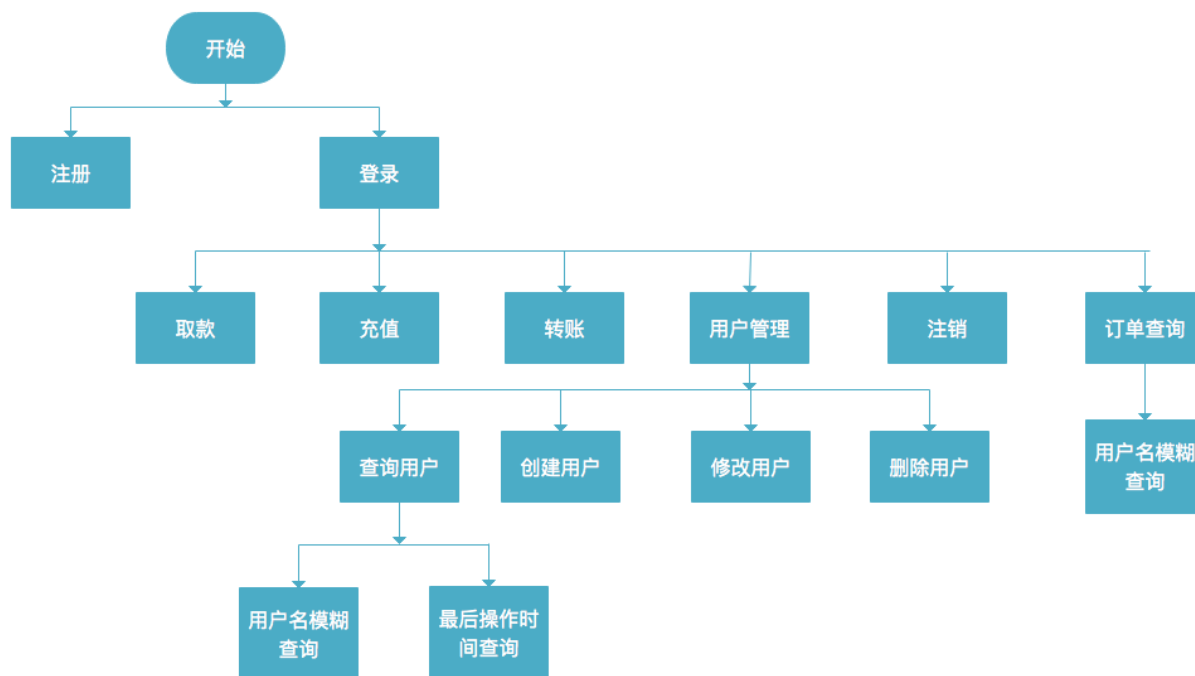 开始
注册
登录
取款
充值
转账
用户管理
注销
订单查询
查询用户
创建用户
修改用户
删除用户
用户名模糊
查询
用户名模糊
查询
最后操作时
间查询